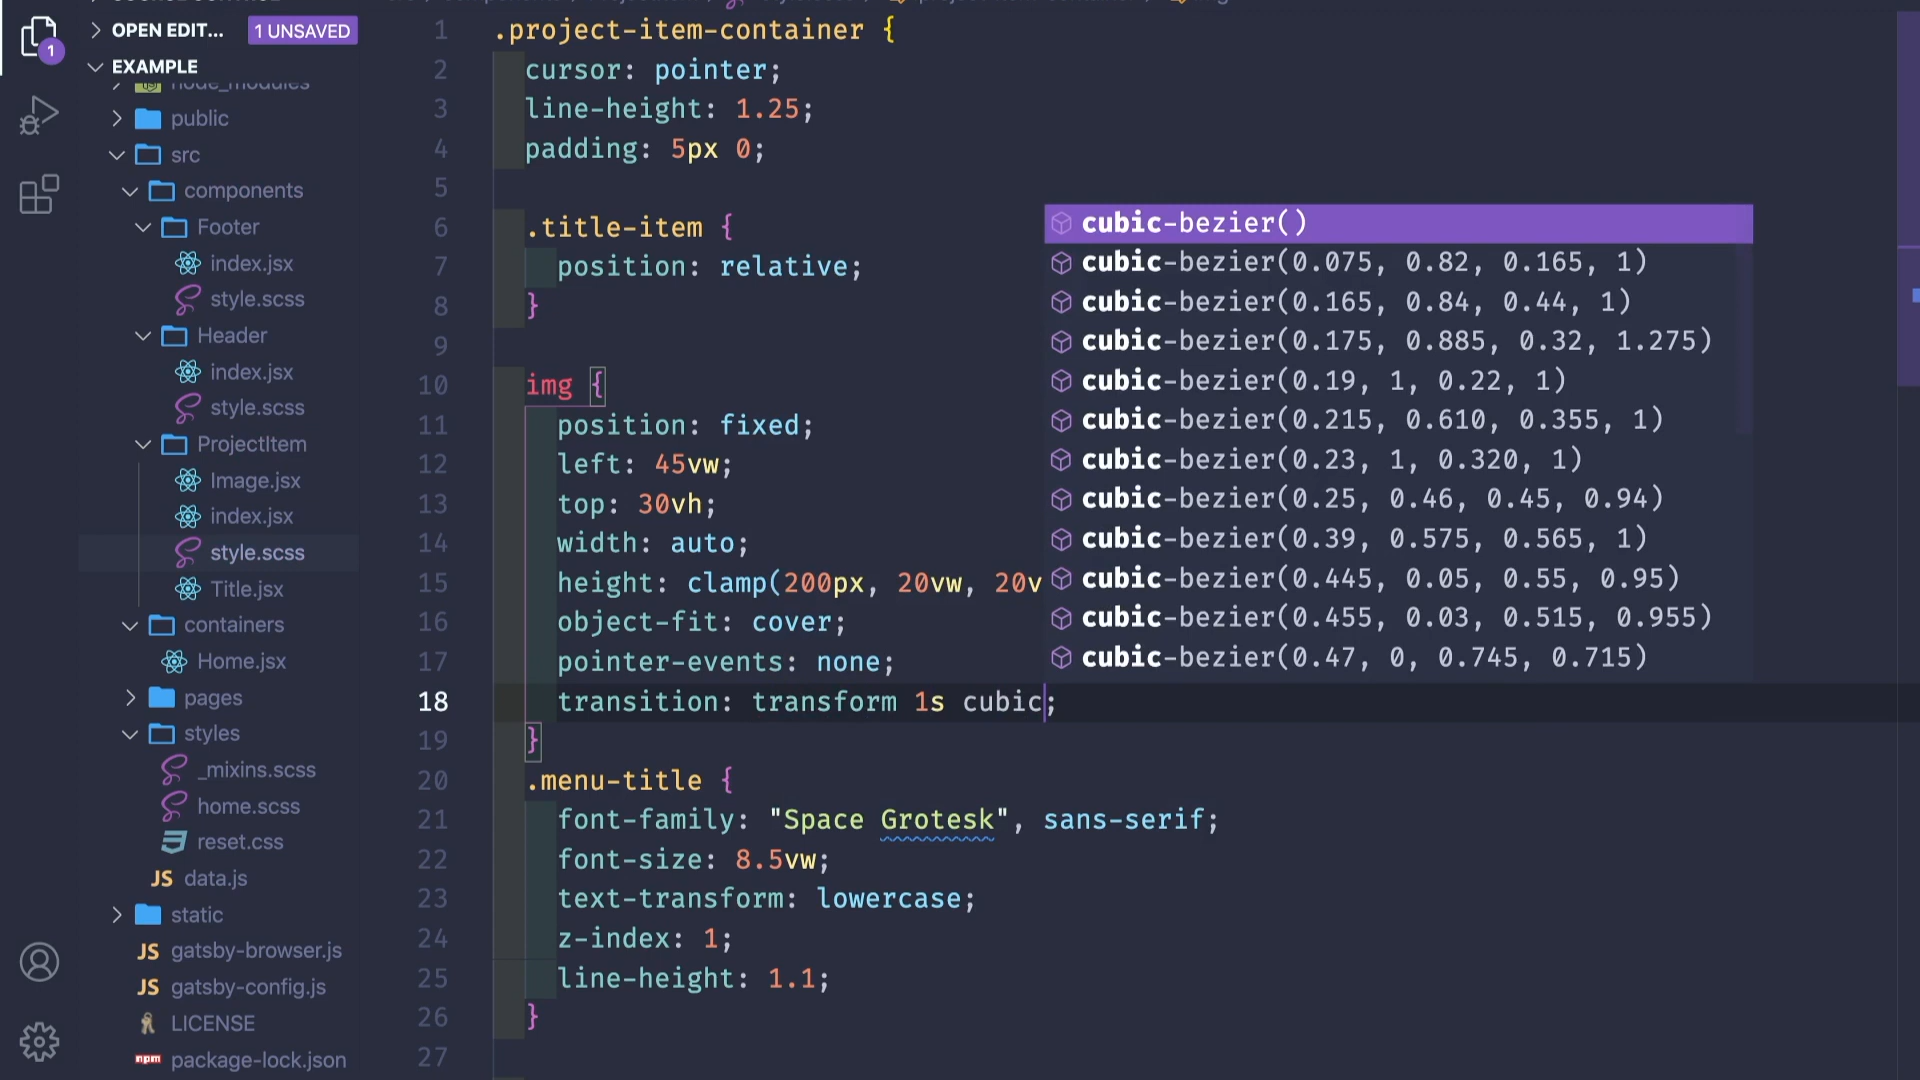 1
OPEN EDIT...
1 UNSAVED
EXAMPLE
node_modules
public
src
components
Footer
index.jsx
style.scss
Header
index.jsx
style.scss
ProjectItem
Image.jsx
index.jsx
style.scss
Title.jsx
containers
Home.jsx
pages
styles
_mixins.scss
home.scss
reset.css
JS data.js
static
JS gatsby-browser.js
JS gatsby-config.js
LICENSE
npm package-lock.json
1 .project-item-container {
2 cursor: pointer;
3 line-height: 1.25;
4 padding: 5px 0;
5
6 .title-item {
7 position: relative;
8 }
9
10 img {
11 position: fixed;
12 left: 45vw;
13 top: 30vh;
14 width: auto;
15 height: clamp(200px, 20vw, 20v
16 object-fit: cover;
17 pointer-events: none;
18 transition: transform 1s cubic;
19 }
20 .menu-title {
21 font-family: "Space Grotesk", sans-serif;
22 font-size: 8.5vw;
23 text-transform: lowercase;
24 z-index: 1;
25 line-height: 1.1;
26 }
27
cubic-bezier()
cubic-bezier(0.075, 0.82, 0.165, 1)
cubic-bezier(0.165, 0.84, 0.44, 1)
cubic-bezier(0.175, 0.885, 0.32, 1.275)
cubic-bezier(0.19, 1, 0.22, 1)
cubic-bezier(0.215, 0.610, 0.355, 1)
cubic-bezier(0.23, 1, 0.320, 1)
cubic-bezier(0.25, 0.46, 0.45, 0.94)
cubic-bezier(0.39, 0.575, 0.565, 1)
cubic-bezier(0.445, 0.05, 0.55, 0.95)
cubic-bezier(0.455, 0.03, 0.515, 0.955)
cubic-bezier(0.47, 0, 0.745, 0.715)